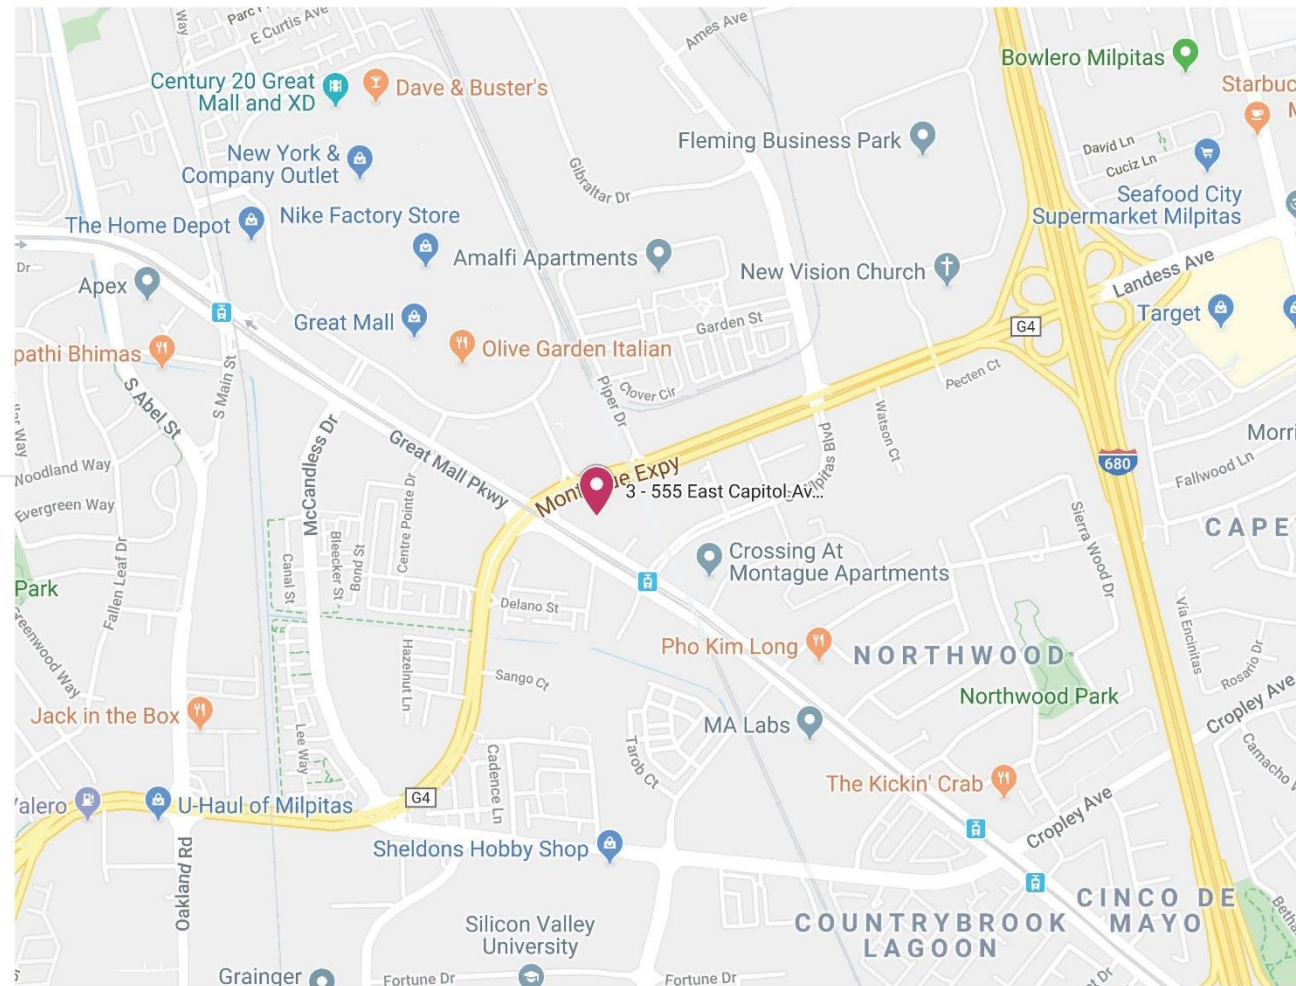 Way
E Curtis Ave
Ames Ave
Bowlero Milpitas
Century 20 Great
Mall and XD
Dave & Buster's
Fleming Business Park
David Ln
Cuciz Ln
New York &
Company Outlet
Gibraltar Dr
Seafood City
Supermarket Milpitas
The Home Depot
Nike Factory Store
Amalfi Apartments
New Vision Church
Landess Ave
Dr
Apex
Great Mall
Garden St
G4
Target
pathi Bhimas
Olive Garden Italian
S Main St
S Abel St
Piper Dr
Clover Cir
Pecten Ct
Watson Ct
McCandless Dr
Great Mall Pkwy
Morri
Woodland Way
Evergreen Way
Centre Pointe Dr
Expy
3 - 555 East Capitol Av...
680
Fallwood Ln
Sierra Wood Dr
CAPE
Canal St
Bleecker St
Bond St
Crossing At
Montague Apartments
Park
Fallen Leaf Dr
Delano St
Via Encinitas
Hazelnut Ln
Pho Kim Long
NORTHWOOD
Rosario Dr
Sango Ct
Northwood Park
Cropley Ave
Jack in the Box
MA Labs
Lee Way
Tarob Ct
Cadence Ln
The Kickin' Crab
U-Haul of Milpitas
G4
Cropley Ave
Sheldons Hobby Shop
Oakland Rd
CINCO DE
MAYO
COUNTRYBROOK
LAGOON
Silicon Valley
University
Grainger
Fortune Dr
Fortune Dr